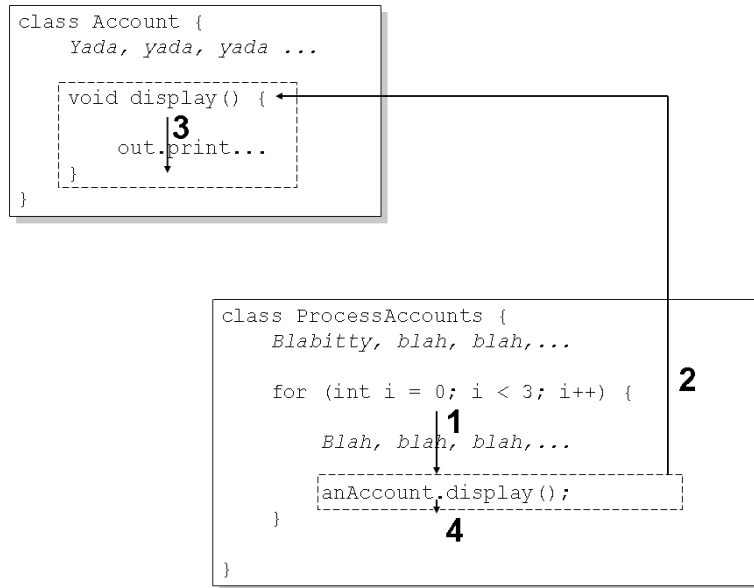 class Account {
Yada, yada, yada ...
void display() {
3
out.print...
}
}
class ProcessAccounts {
Blabitty, blah, blah,...
2
for (int i = 0; i < 3; i++) {
1
Blah, blah, blah,...
anAccount.display();
}
4
}